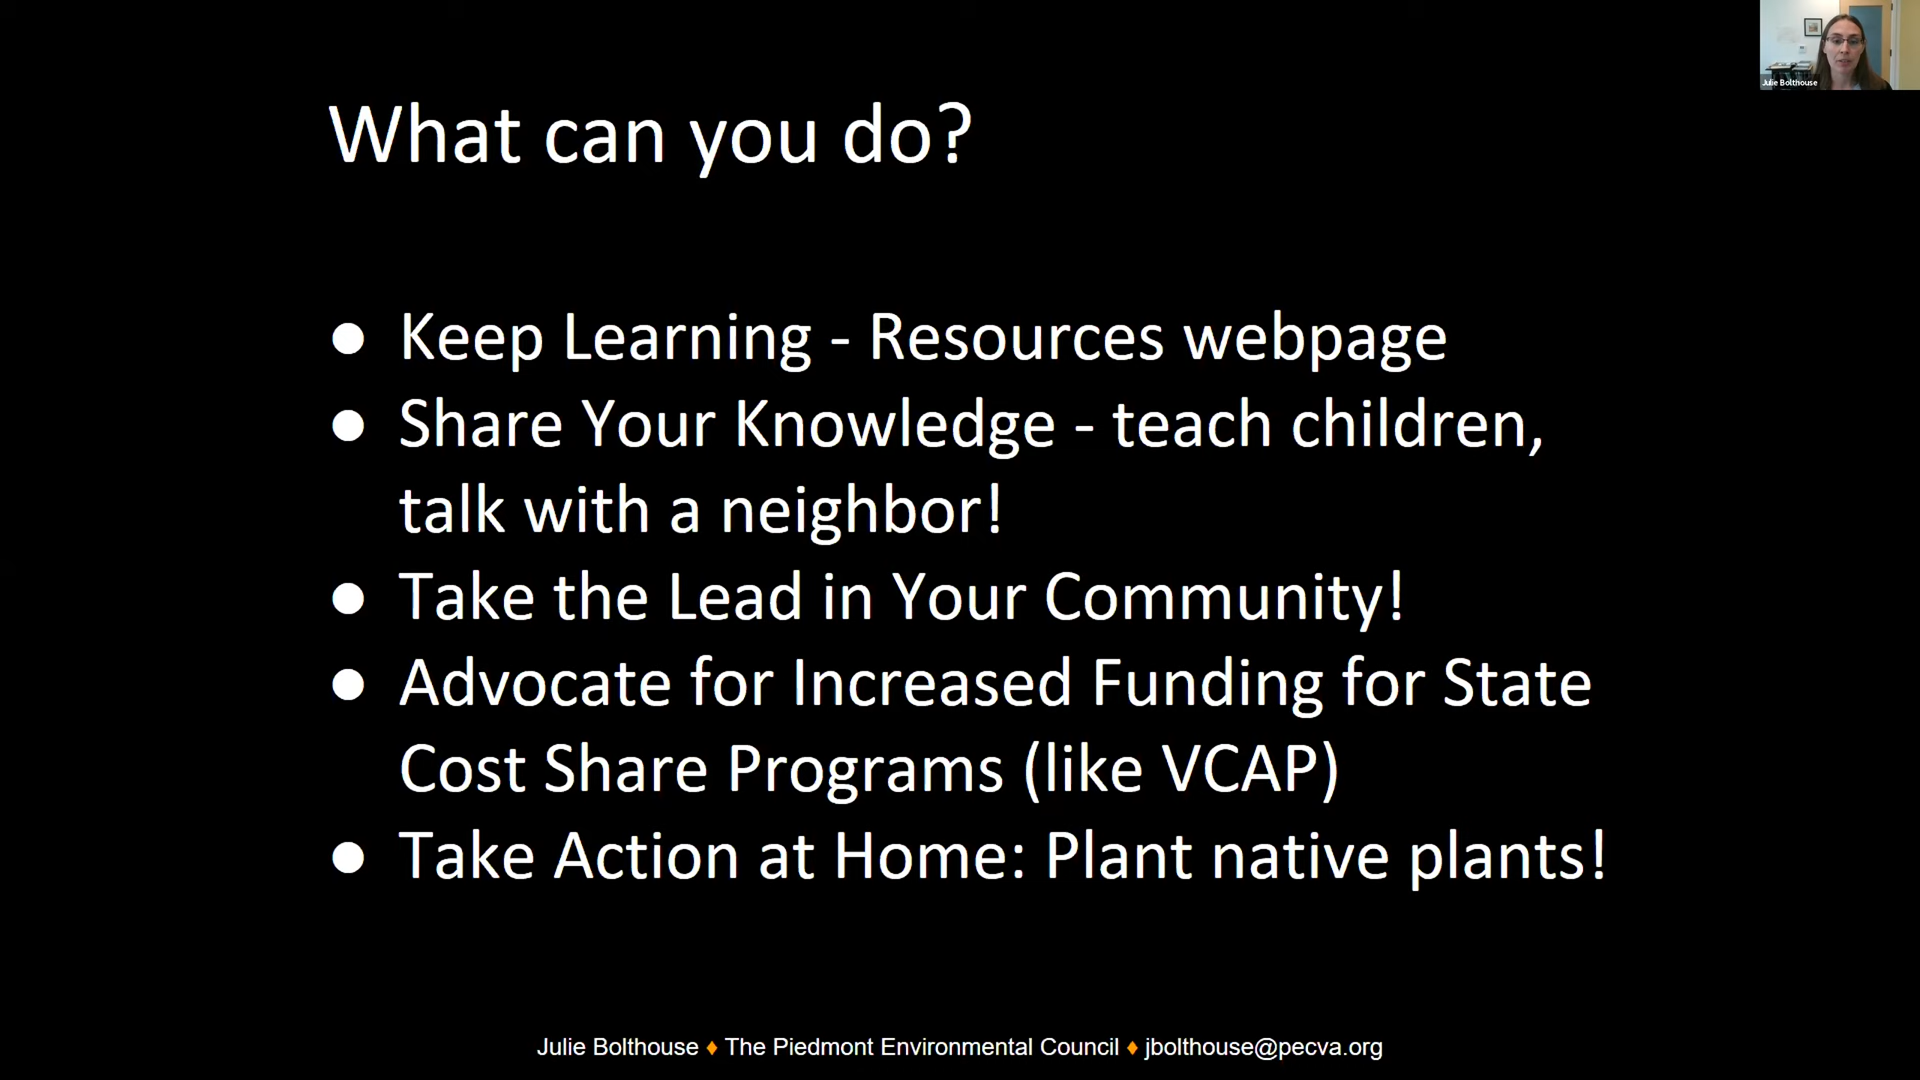 Julie Bolthouse
What can you do?
● Keep Learning - Resources webpage
● Share Your Knowledge - teach children,
talk with a neighbor!
● Take the Lead in Your Community!
● Advocate for Increased Funding for State
Cost Share Programs (like VCAP)
● Take Action at Home: Plant native plants!
Julie Bolthouse ♦ The Piedmont Environmental Council ♦ jbolthouse@pecva.org